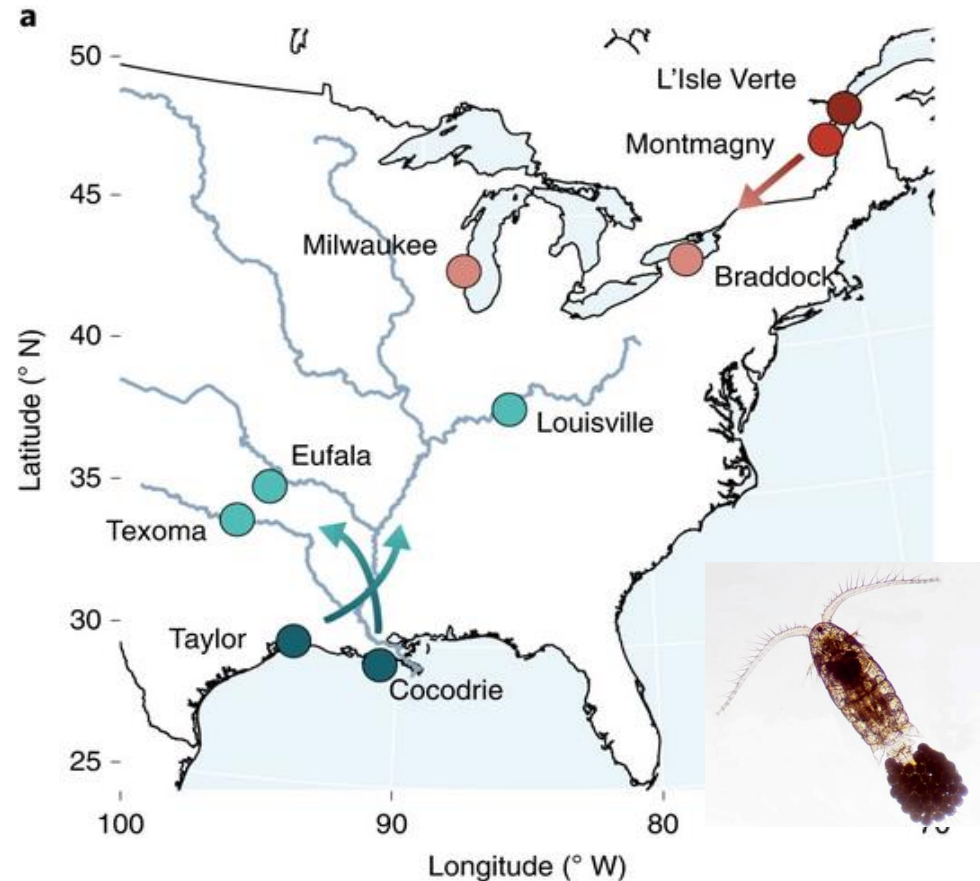 a
50
45
40
35
30
25
Latitude (° N)
L'Isle Verte
Montmagny
Milwaukee
Braddock
Louisville
Eufala
Texoma
Taylor
Cocodrie
100
90
80
Longitude (° W)